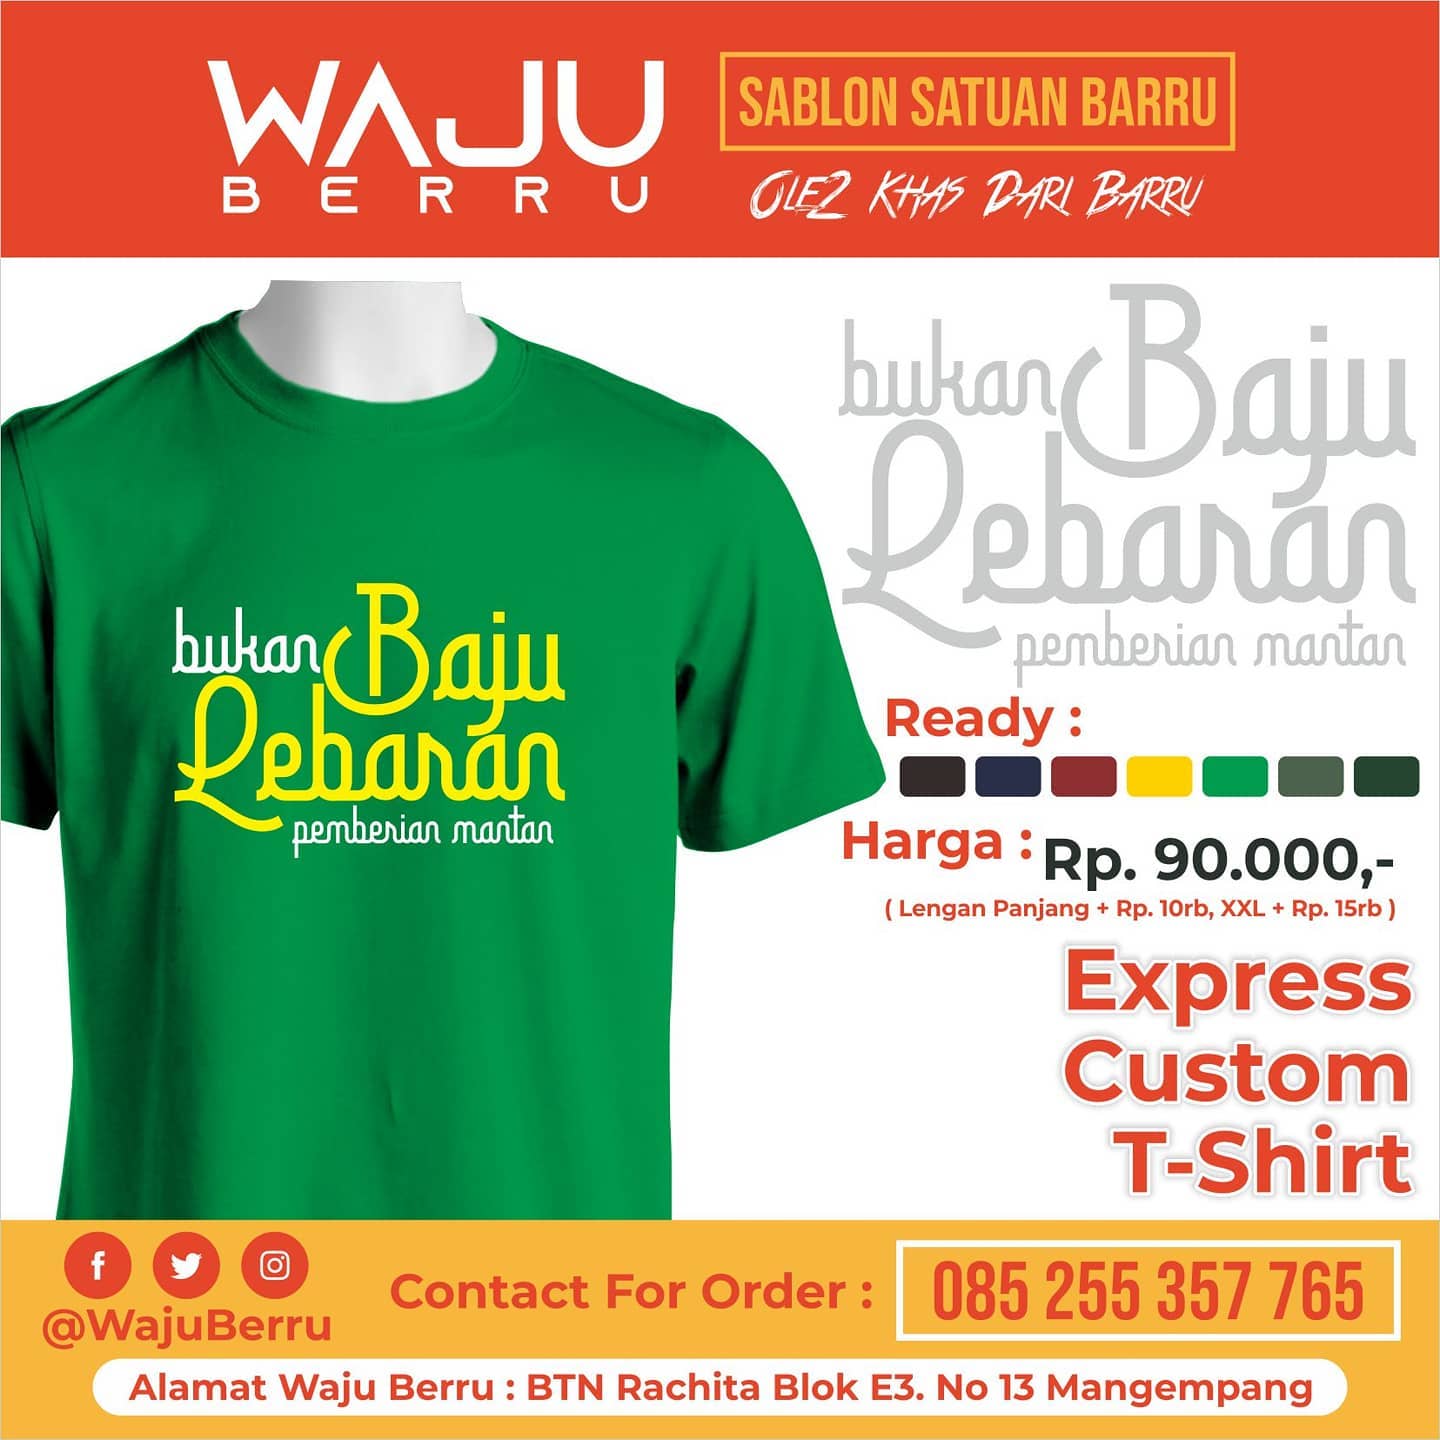 WAJU
BERRU
SABLON SATUAN BARRU
OLE2 KHAS DARI BARRU
bukan Baju
Lebaran
pemberian mantan
bukan Baju
Lebaran
pemberian mantan
Ready :
Harga : Rp. 90.000,-
( Lengan Panjang + Rp. 10rb, XXL + Rp. 15rb )
Express
Custom
T-Shirt
f
@WajuBerru
Contact For Order : 085 255 357 765
Alamat Waju Berru : BTN Rachita Blok E3. No 13 Mangempang